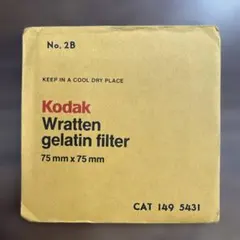 No. 2B
KEEP IN A COOL DRY PLACE
Kodak
Wratten
gelatin filter
75 mm x 75 mm
CAT 149 5431